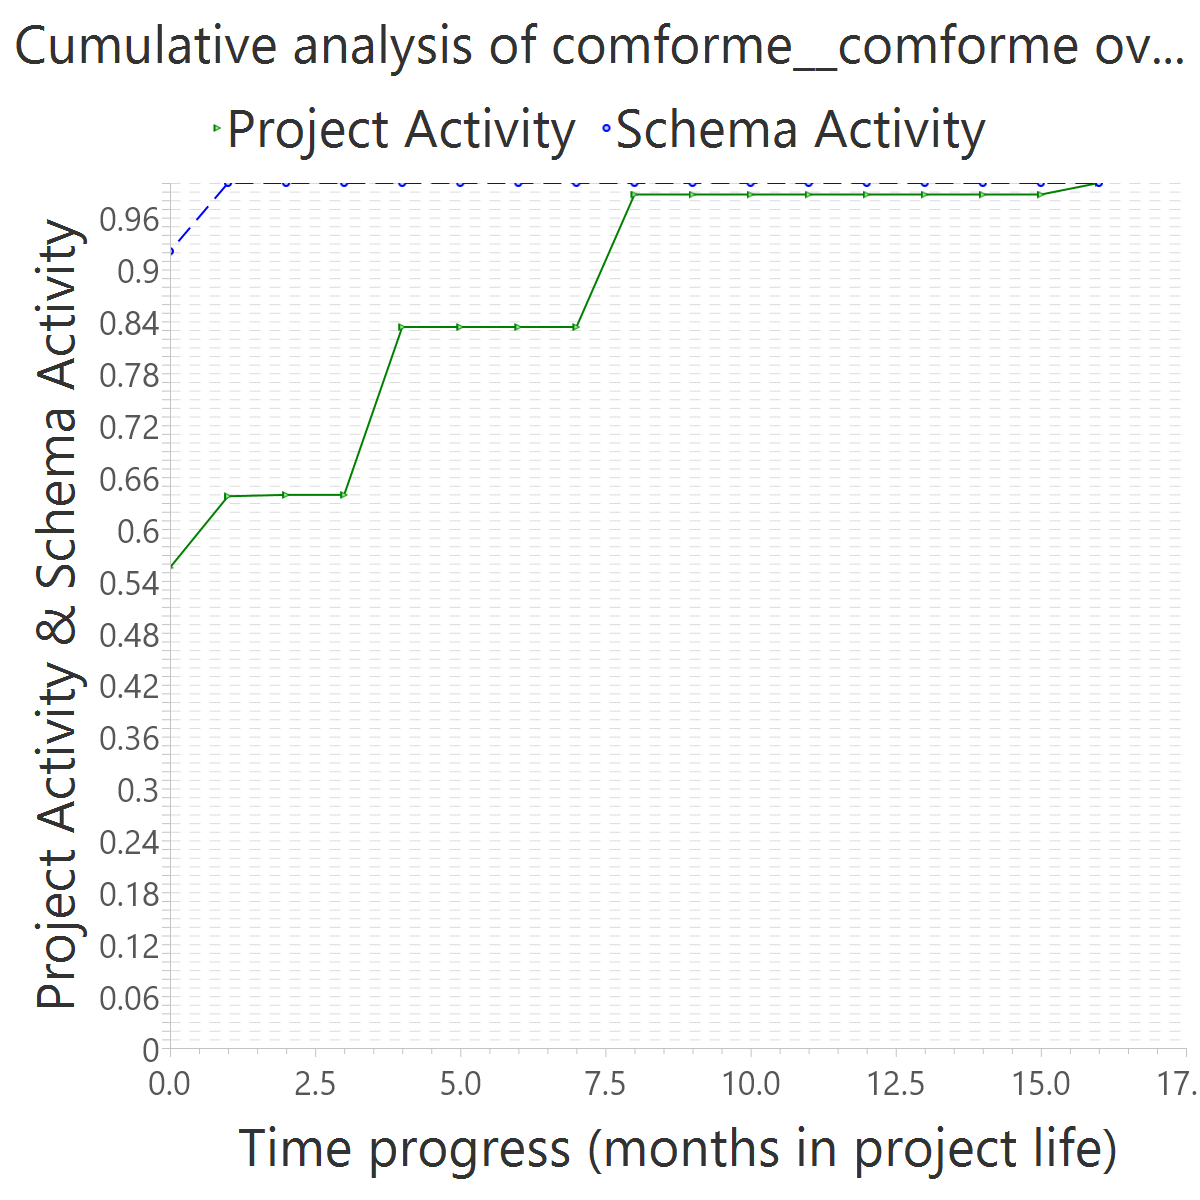 Cumulative analysis of comforme__comforme ov...
Project Activity
Schema Activity
Project Activity & Schema Activity
0.96
0.9
0.84
0.78
0.72
0.66
0.6
0.54
0.48
0.42
0.36
0.3
0.24
0.18
0.12
0.06
0
0.0 2.5 5.0 7.5 10.0 12.5 15.0 17.
Time progress (months in project life)